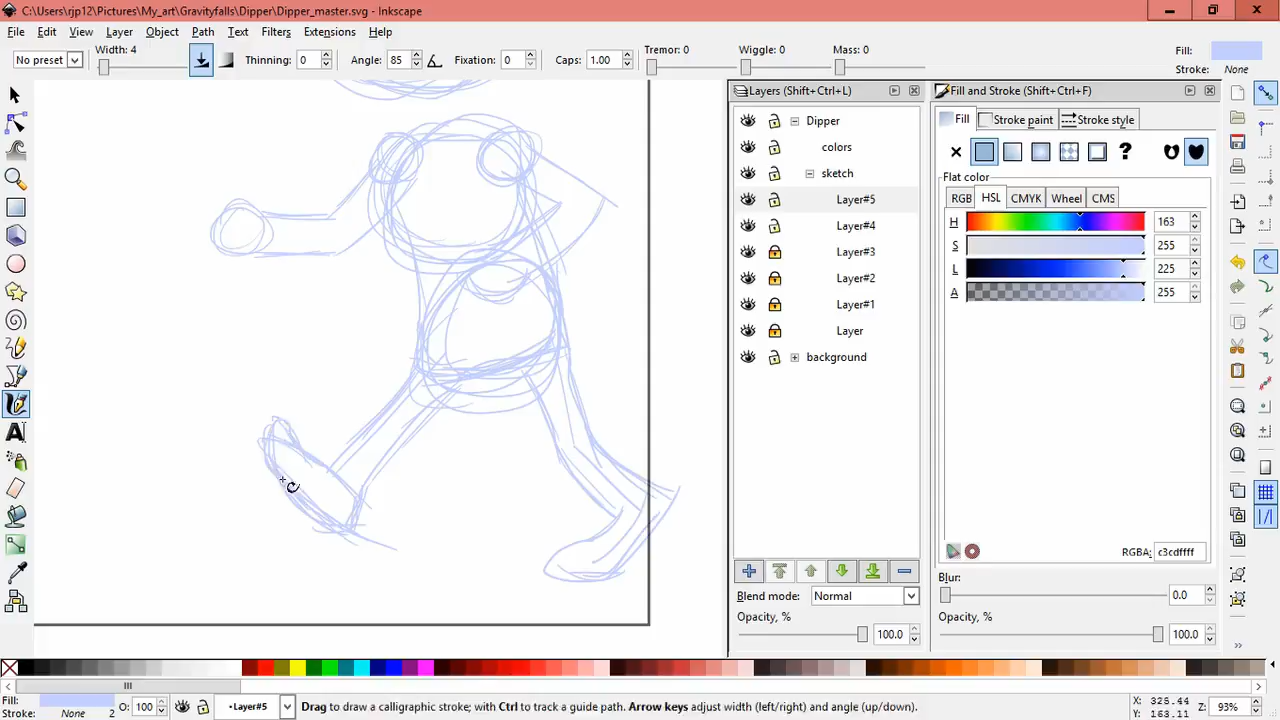 C:\Users\rjp12\Pictures\My_art\Gravityfalls\Dipper\Dipper_master.svg - Inkscape
File Edit View Layer Object Path Text Filters Extensions Help
No preset Width: 4 Thinning: 0 Angle: 85 Fixation: 0 Caps: 1.00 Tremor: 0 Wiggle: 0 Mass: 0 Fill: Stroke: None
Layers (Shift+Ctrl+L)
Dipper
colors
sketch
Layer#5
Layer#4
Layer#3
Layer#2
Layer#1
Layer
background
Blend mode: Normal
Opacity, %
100.0
Fill and Stroke (Shift+Ctrl+F)
Fill Stroke paint Stroke style
?
Flat color
RGB HSL CMYK Wheel CMS
H 163
S 255
L 225
A 255
RGBA: c3cdffff
Blur:
0.0
Opacity, %
100.0
Fill:
Stroke: None 2 O: 100 •Layer#5 Drag to draw a calligraphic stroke; with Ctrl to track a guide path. Arrow keys adjust width (left/right) and angle (up/down).
X: 325.44
Y: 163.11
Z: 93%